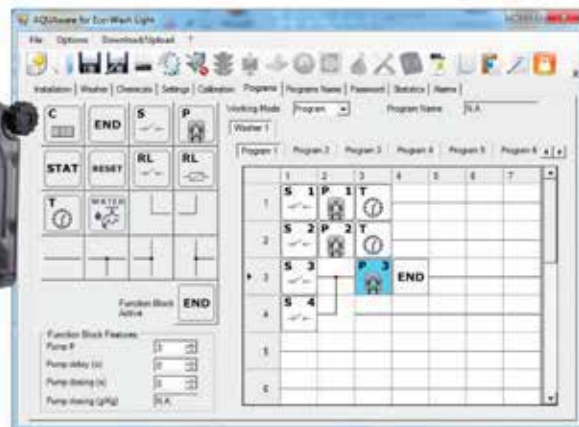 AQUAware for Eco-Wash Light
File Options Download/Upload ?
Installation Washer Chemicals Settings Calibration Programs Programs Name Password Statistics Alarms
C END S P
Working Mode Program Program Name N.A
Washer 1
STAT RESET RL RL
Program 1 Program 2 Program 3 Program 4 Program 5 Program 6
1 2 3 4 5 6 7
T WATER
1 S 1 P 1 T
2 S 2 P 2 T
3 S 3 P 3 END
4 S 4
5
6
Function Block Active END
Function Block Features
Pump # 3
Pump delay (s) 0
Pump dosing (s) 0
Pump dosing (g/Kg) N.A